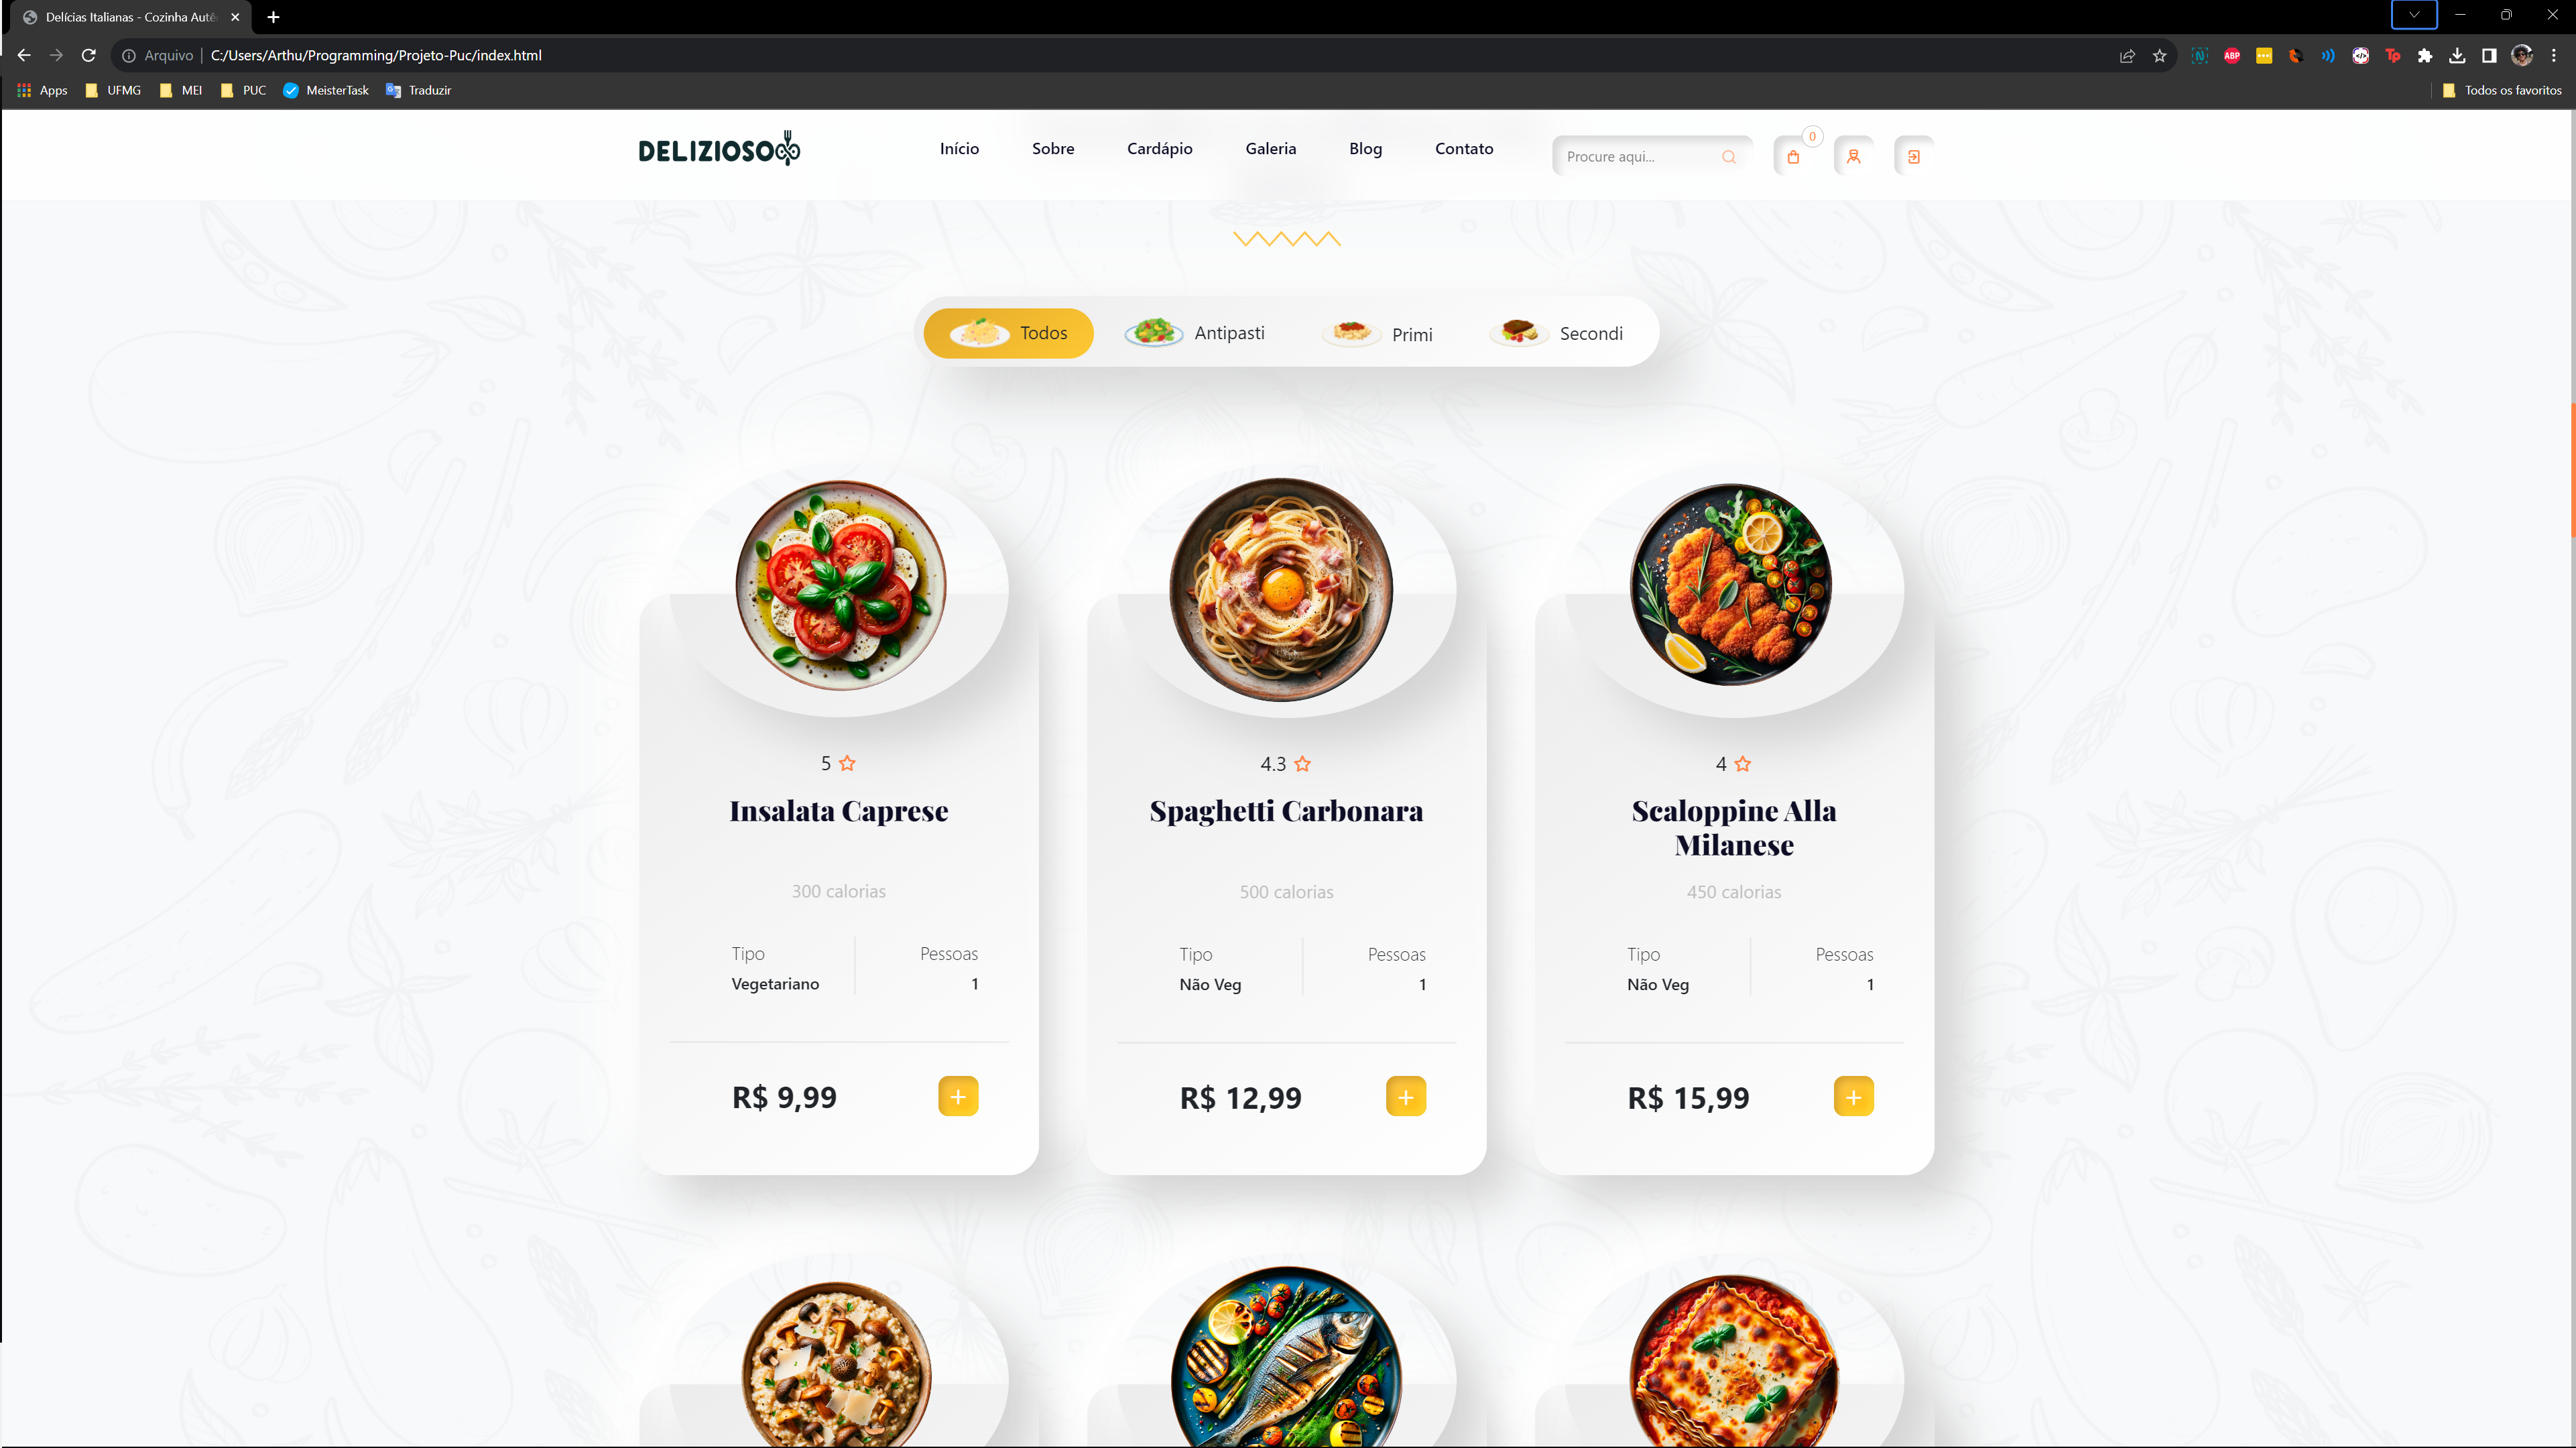 Delícias Italianas - Cozinha Autê
Arquivo C:/Users/Arthu/Programming/Projeto-Puc/index.html
ABP
Tp
Apps UFMG MEI PUC MeisterTask Traduzir Todos os favoritos
DELIZIOSO Início Sobre Cardápio Galeria Blog Contato Procure aqui... 0
Todos Antipasti Primi Secondi
5 4.3 4
Insalata Caprese
Spaghetti Carbonara
Scaloppine Alla
Milanese
300 calorias 500 calorias 450 calorias
Tipo Pessoas Tipo Pessoas Tipo Pessoas
Vegetariano 1 Não Veg 1 Não Veg 1
R$ 9,99 + R$ 12,99 + R$ 15,99 +